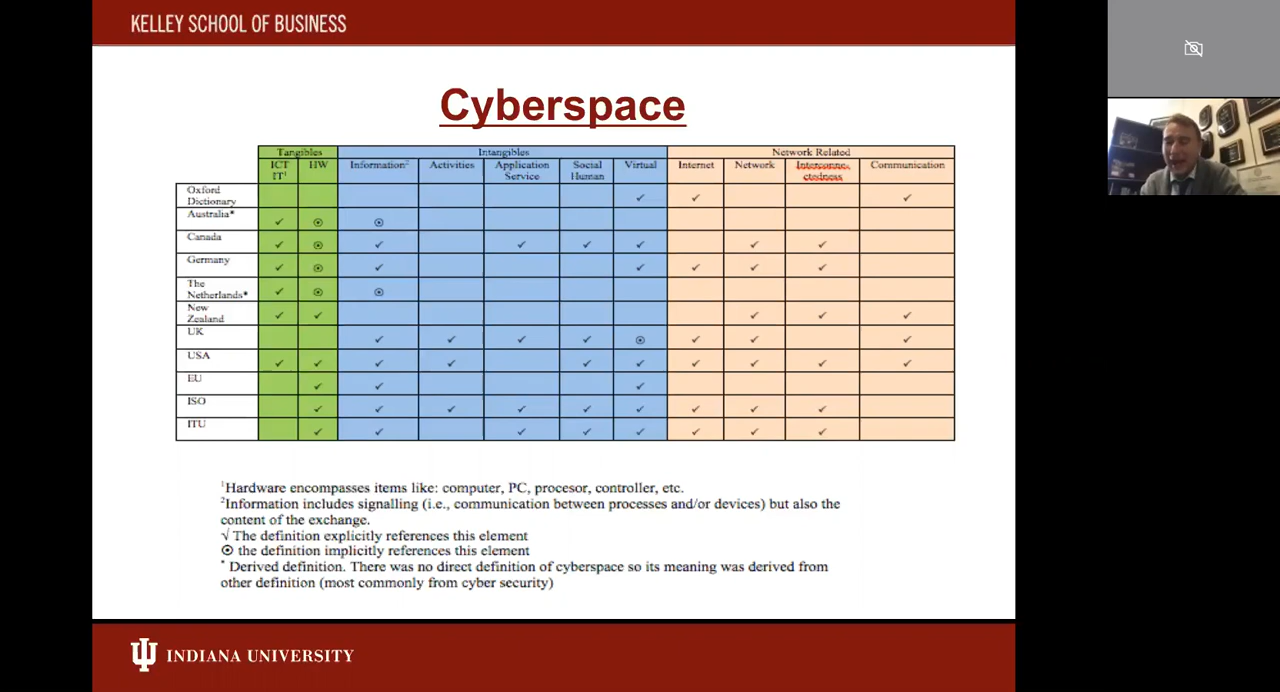 KELLEY SCHOOL OF BUSINESS
Cyberspace
Tangibles Intangibles Network Related
ICT HW Information² Activities Application Social Virtual Internet Network Interconne- Communication
IT¹ Service Human ctedness
Oxford
Dictionary ✓ ✓ ✓
Australia* ✓ ⊙ ⊙
Canada ✓ ⊙ ✓ ✓ ✓ ✓ ✓ ✓
Germany ✓ ⊙ ✓ ✓ ✓ ✓ ✓
The
Netherlands* ✓ ⊙ ⊙
New
Zealand ✓ ✓ ✓ ✓ ✓
UK ✓ ✓ ✓ ✓ ⊙ ✓ ✓ ✓
USA ✓ ✓ ✓ ✓ ✓ ✓ ✓ ✓ ✓ ✓
EU ✓ ✓ ✓
ISO ✓ ✓ ✓ ✓ ✓ ✓ ✓ ✓ ✓
ITU ✓ ✓ ✓ ✓ ✓ ✓ ✓ ✓
¹Hardware encompasses items like: computer, PC, procesor, controller, etc.
²Information includes signalling (i.e., communication between processes and/or devices) but also the
content of the exchange.
√ The definition explicitly references this element
⊙ the definition implicitly references this element
* Derived definition. There was no direct definition of cyberspace so its meaning was derived from
other definition (most commonly from cyber security)
INDIANA UNIVERSITY